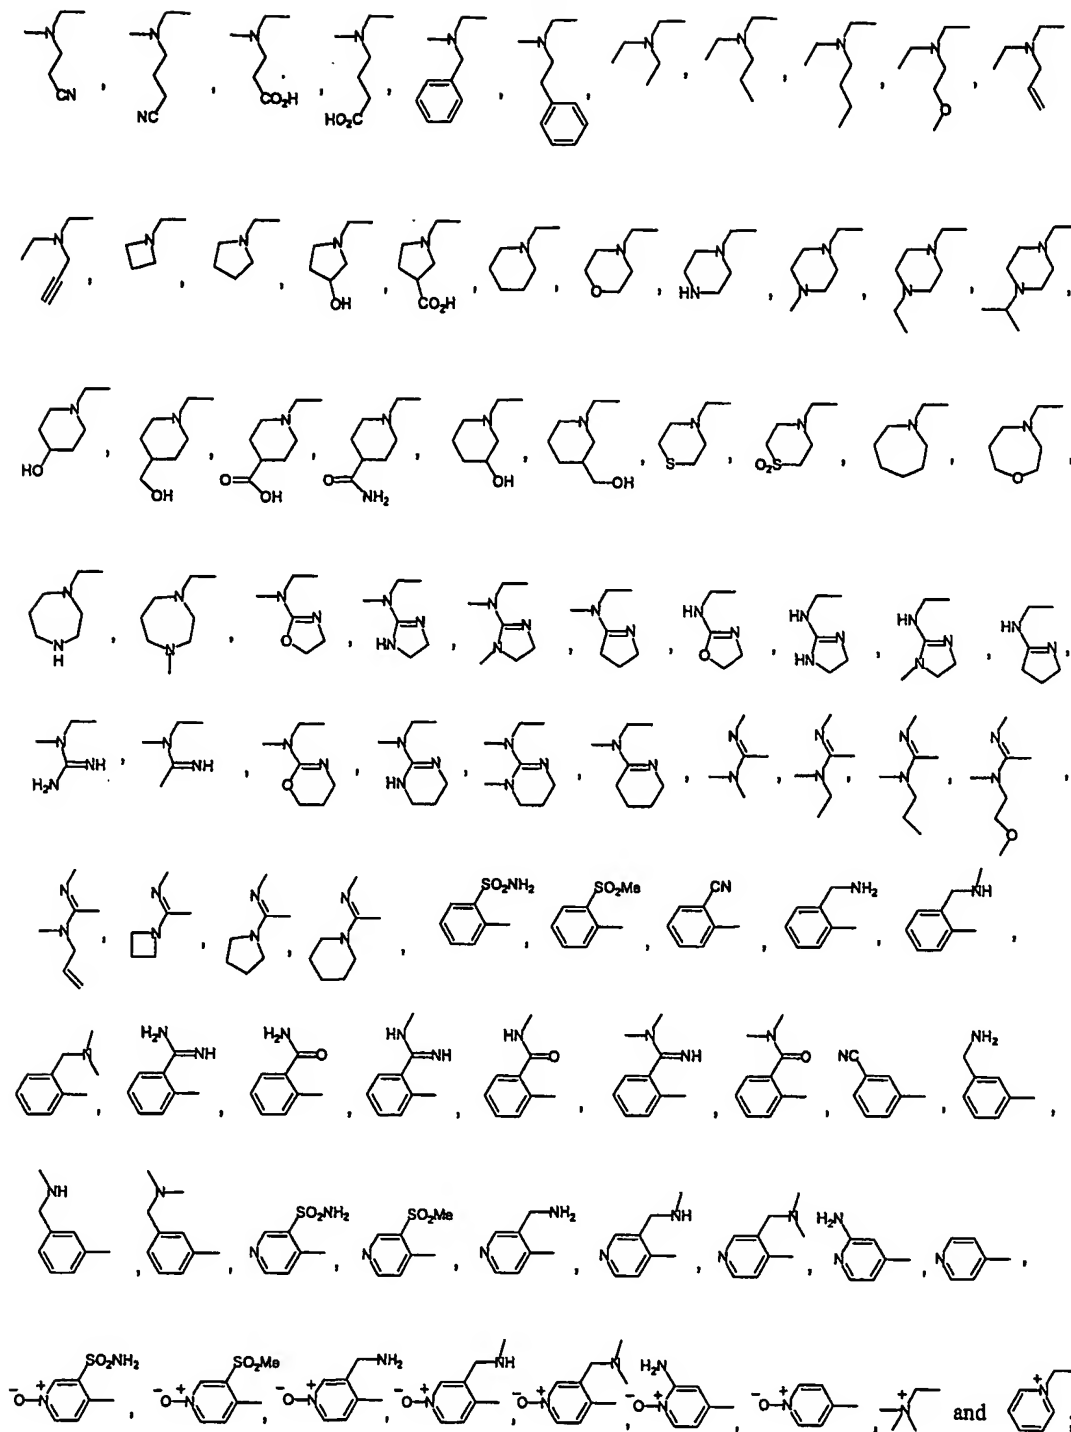 N N N N N N N N N N N
, , , , , , , , , ,
CN NC CO₂H HO₂C O
N N N N N N N N N N N
, , , , , , , , , , ,
OH CO₂H O HN N N N
N N N N N N N N N N
, , , , , , , , , ,
HO OH O OH O NH₂ OH OH S O₂S O
N N N N N N HN HN HN HN
N H N O N HN N N N N O N HN N N N N
, , , , , , , , , ,
N N N N N N N N N N
H₂N NH NH O N HN N N N N N N N N
, , , , , , , , , ,
O
N N N N SO₂NH₂ SO₂Me CN NH₂ NH
N N N N
, , , , , , , , ,
N H₂N NH H₂N O HN NH HN O N NH N O NC NH₂
, , , , , , , , ,
NH N SO₂NH₂ SO₂Me NH₂ NH N H₂N
N N N N N N N
, , , , , , , , ,
SO₂NH₂ SO₂Me NH₂ NH N H₂N
⁻O-N⁺ , ⁻O-N⁺ , ⁻O-N⁺ , ⁻O-N⁺ , ⁻O-N⁺ , ⁻O-N⁺ , ⁻O-N⁺ , N⁺ and N⁺ ;